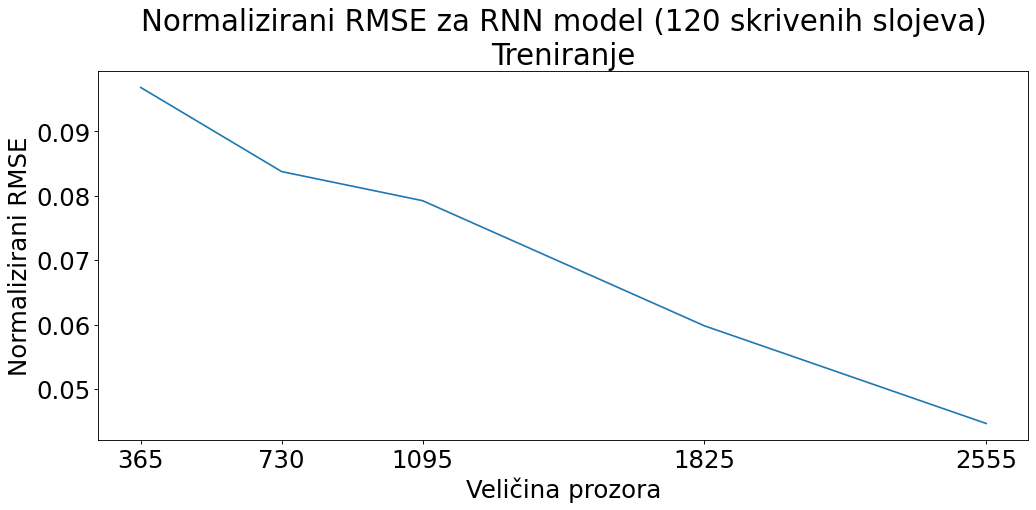 Normalizirani RMSE za RNN model (120 skrivenih slojeva)
Treniranje
Normalizirani RMSE
0.09
0.08
0.07
0.06
0.05
365 730 1095 1825 2555
Veličina prozora